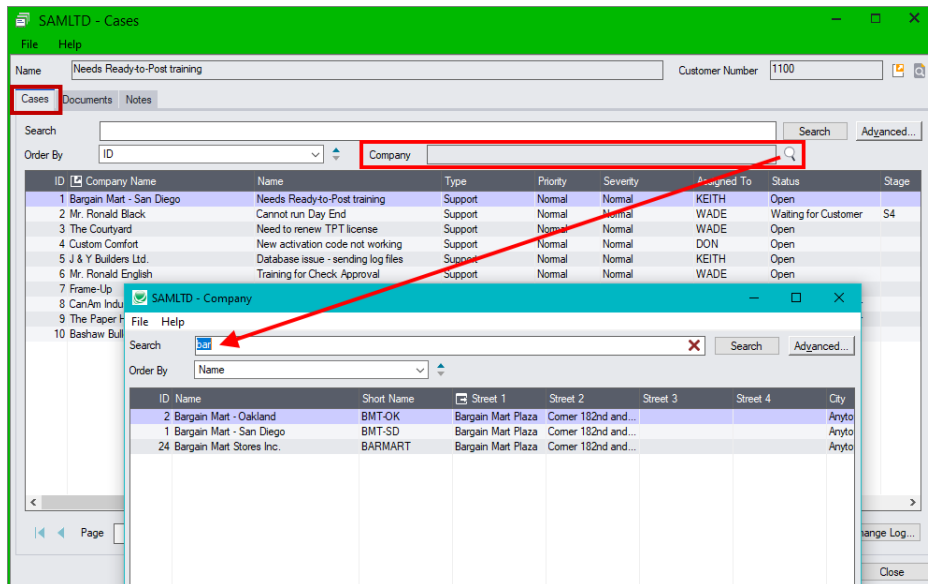 SAMLTD - Cases
File Help
Name Needs Ready-to-Post training Customer Number 1100
Cases Documents Notes
Search Search Advanced...
Order By ID Company
ID Company Name Name Type Priority Severity Assigned To Status Stage
1 Bargain Mart - San Diego Needs Ready-to-Post training Support Normal Normal KEITH Open
2 Mr. Ronald Black Cannot run Day End Support Normal Normal WADE Waiting for Customer S4
3 The Courtyard Need to renew TPT license Support Normal Normal WADE Open
4 Custom Comfort New activation code not working Support Normal Normal DON Open
5 J & Y Builders Ltd. Database issue - sending log files Support Normal Normal KEITH Open
6 Mr. Ronald English Training for Check Approval Support Normal Normal WADE Open
7 Frame-Up
8 CanAm Indu
9 The Paper H
10 Bashaw Bull
SAMLTD - Company
File Help
Search bar Search Advanced...
Order By Name
ID Name Short Name Street 1 Street 2 Street 3 Street 4 City
2 Bargain Mart - Oakland BMT-OK Bargain Mart Plaza Corner 182nd and... Anyto
1 Bargain Mart - San Diego BMT-SD Bargain Mart Plaza Corner 182nd and... Anyto
24 Bargain Mart Stores Inc. BARMART Bargain Mart Plaza Corner 182nd and... Anyto
Page ange Log...
Close